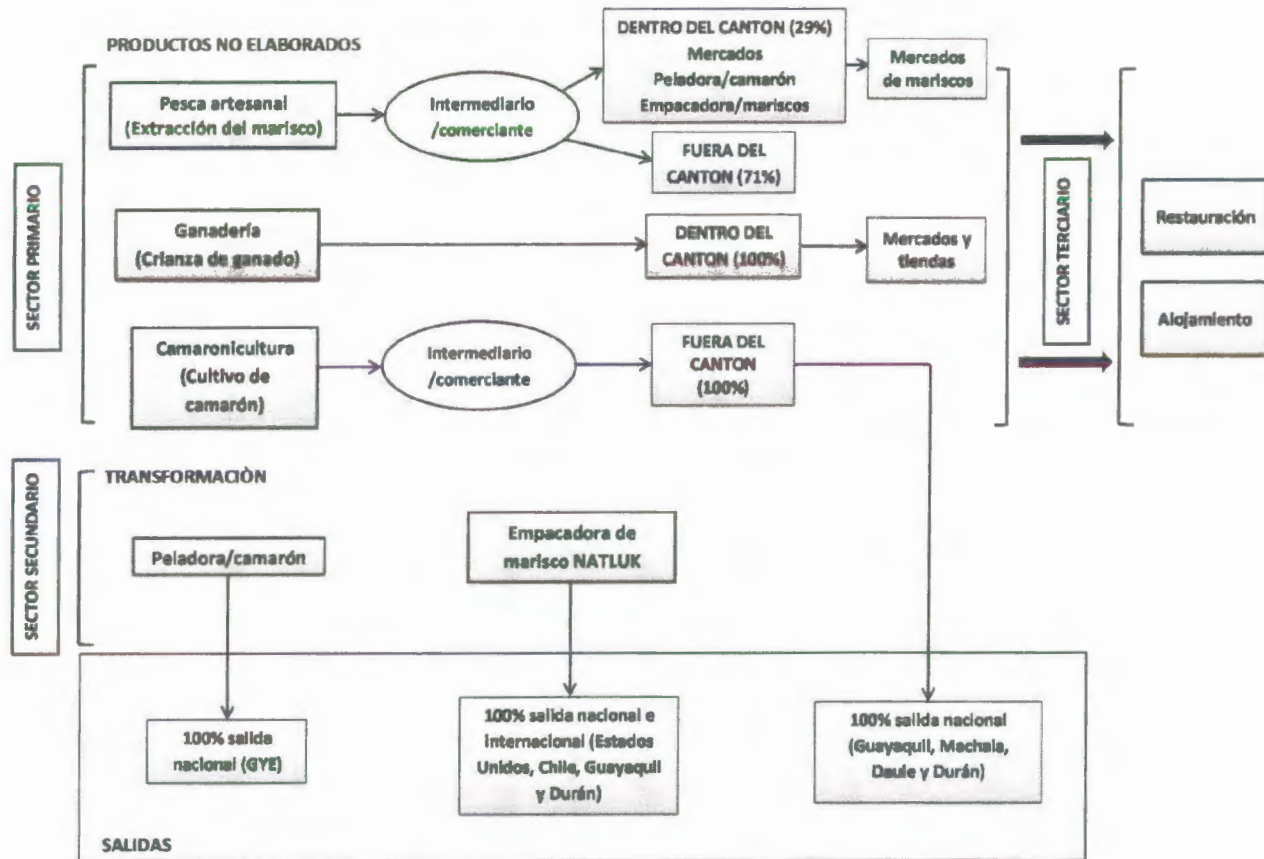 PRODUCTOS NO ELABORADOS
SECTOR PRIMARIO
Pesca artesanal
(Extracción del marisco)
Intermediario
/comerciante
DENTRO DEL CANTON (29%)
Mercados
Peladora/camarón
Empacadora/mariscos
Mercados
de mariscos
FUERA DEL
CANTON (71%)
Ganadería
(Crianza de ganado)
DENTRO DEL
CANTON (100%)
Mercados y
tiendas
Camaronicultura
(Cultivo de
camarón)
Intermediario
/comerciante
FUERA DEL
CANTON
(100%)
SECTOR TERCIARIO
Restauración
Alojamiento
SECTOR SECUNDARIO
TRANSFORMACIÒN
Peladora/camarón
Empacadora de
marisco NATLUK
100% salida
nacional (GYE)
100% salida nacional e
internacional (Estados
Unidos, Chile, Guayaquil
y Durán)
100% salida nacional
(Guayaquil, Machala,
Daule y Durán)
SALIDAS